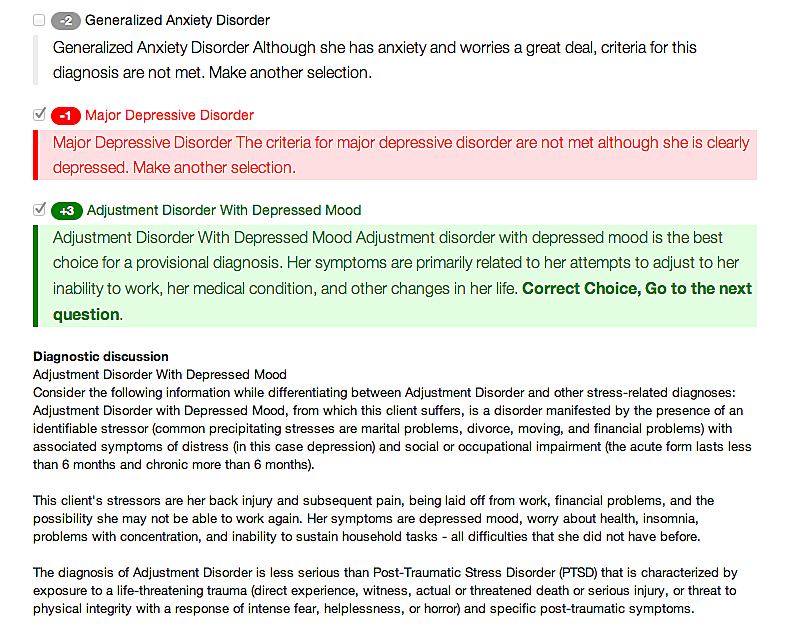 -2 Generalized Anxiety Disorder
Generalized Anxiety Disorder Although she has anxiety and worries a great deal, criteria for this
diagnosis are not met. Make another selection.
-1 Major Depressive Disorder
Major Depressive Disorder The criteria for major depressive disorder are not met although she is clearly
depressed. Make another selection.
+3 Adjustment Disorder With Depressed Mood
Adjustment Disorder With Depressed Mood Adjustment disorder with depressed mood is the best
choice for a provisional diagnosis. Her symptoms are primarily related to her attempts to adjust to her
inability to work, her medical condition, and other changes in her life. Correct Choice, Go to the next
question.
Diagnostic discussion
Adjustment Disorder With Depressed Mood
Consider the following information while differentiating between Adjustment Disorder and other stress-related diagnoses:
Adjustment Disorder with Depressed Mood, from which this client suffers, is a disorder manifested by the presence of an
identifiable stressor (common precipitating stresses are marital problems, divorce, moving, and financial problems) with
associated symptoms of distress (in this case depression) and social or occupational impairment (the acute form lasts less
than 6 months and chronic more than 6 months).
This client's stressors are her back injury and subsequent pain, being laid off from work, financial problems, and the
possibility she may not be able to work again. Her symptoms are depressed mood, worry about health, insomnia,
problems with concentration, and inability to sustain household tasks - all difficulties that she did not have before.
The diagnosis of Adjustment Disorder is less serious than Post-Traumatic Stress Disorder (PTSD) that is characterized by
exposure to a life-threatening trauma (direct experience, witness, actual or threatened death or serious injury, or threat to
physical integrity with a response of intense fear, helplessness, or horror) and specific post-traumatic symptoms.